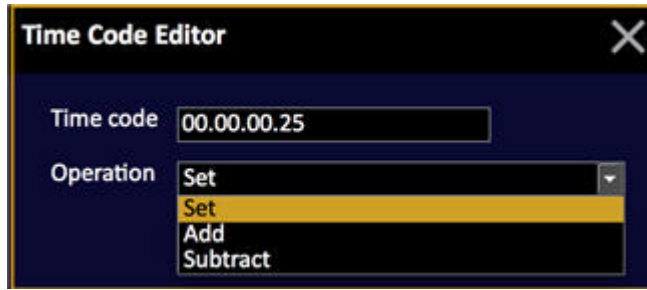 Time Code Editor
Time code 00.00.00.25
Operation Set
Set
Add
Subtract